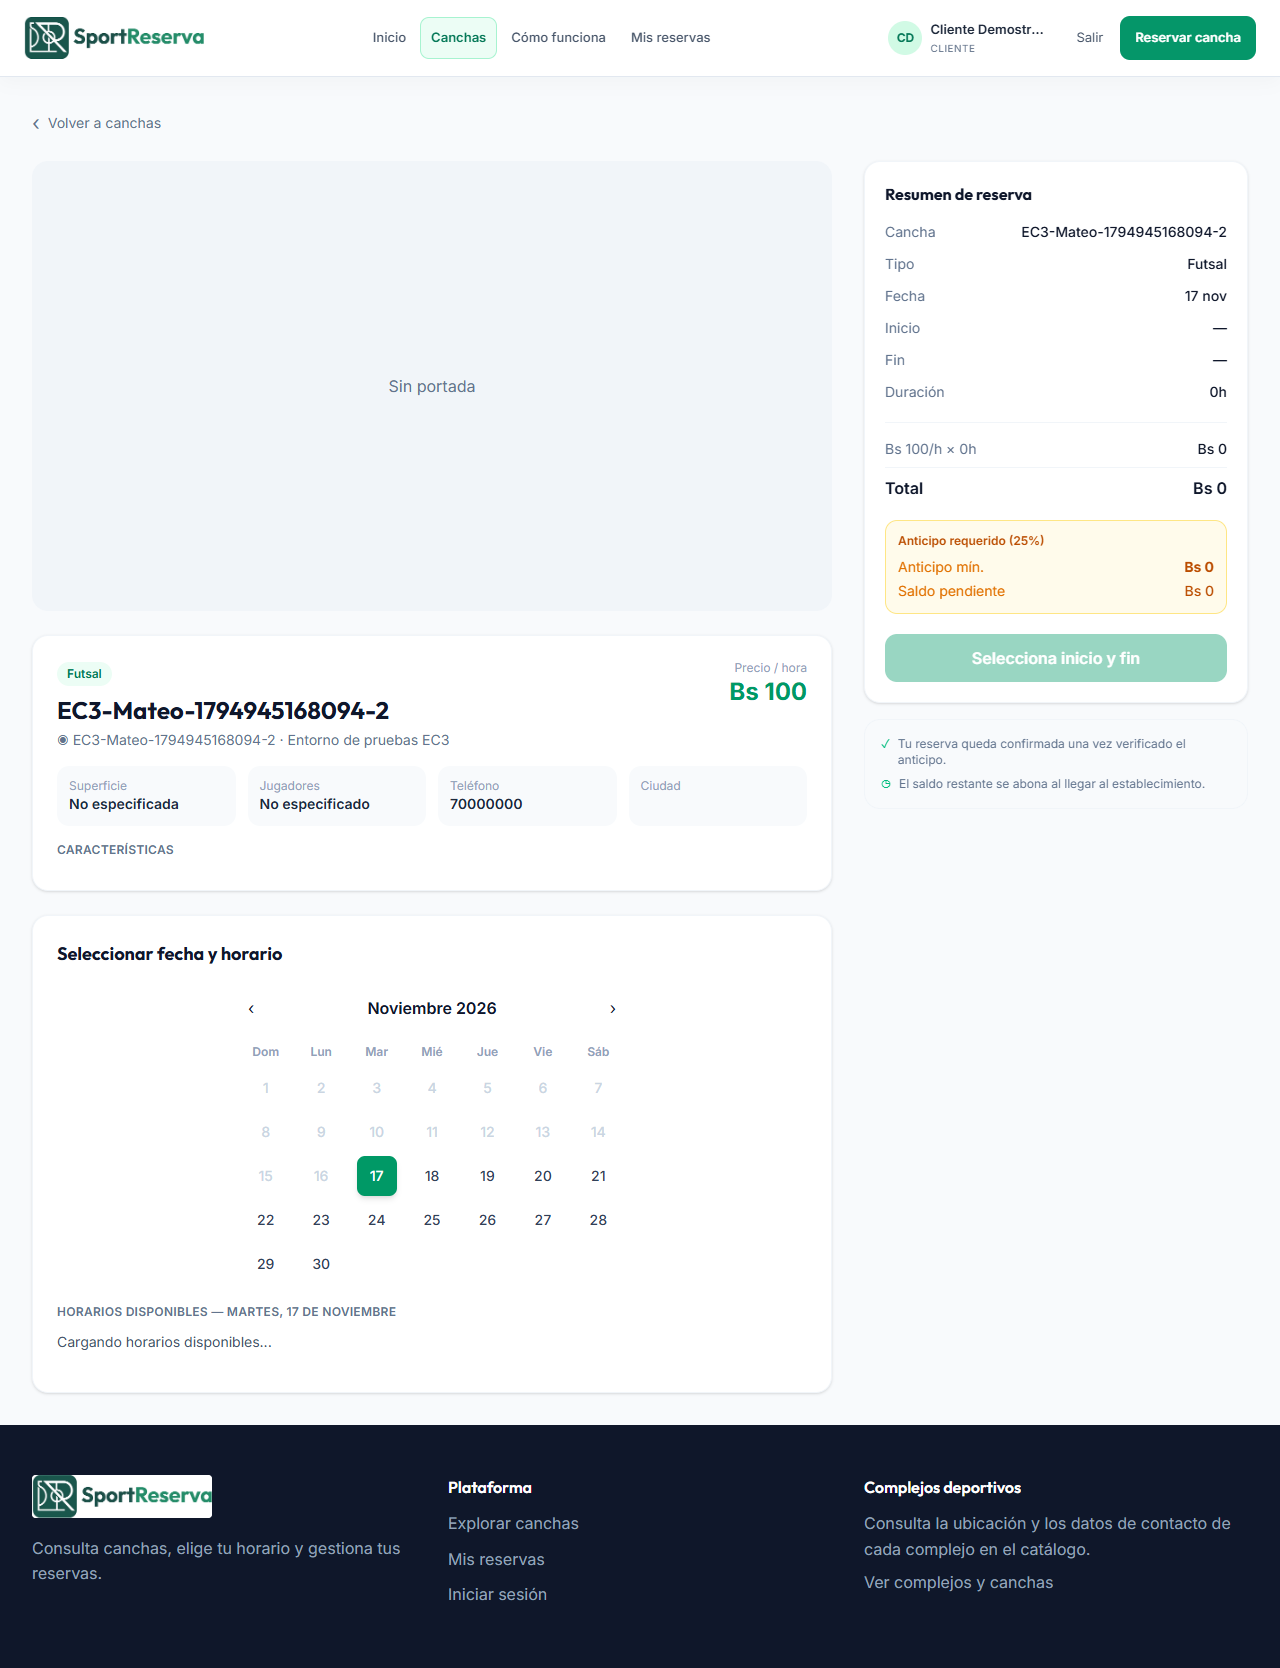 SportReserva
Inicio
Canchas
Cómo funciona
Mis reservas
CD
Cliente Demostr...
CLIENTE
Salir
Reservar cancha
‹ Volver a canchas
Sin portada
Futsal
EC3-Mateo-1794945168094-2
◉ EC3-Mateo-1794945168094-2 · Entorno de pruebas EC3
Precio / hora
Bs 100
Superficie
No especificada
Jugadores
No especificado
Teléfono
70000000
Ciudad
CARACTERÍSTICAS
Seleccionar fecha y horario
‹ Noviembre 2026 ›
Dom Lun Mar Mié Jue Vie Sáb
1 2 3 4 5 6 7
8 9 10 11 12 13 14
15 16 17 18 19 20 21
22 23 24 25 26 27 28
29 30
HORARIOS DISPONIBLES — MARTES, 17 DE NOVIEMBRE
Cargando horarios disponibles...
Resumen de reserva
Cancha EC3-Mateo-1794945168094-2
Tipo Futsal
Fecha 17 nov
Inicio —
Fin —
Duración 0h
Bs 100/h × 0h Bs 0
Total Bs 0
Anticipo requerido (25%)
Anticipo mín. Bs 0
Saldo pendiente Bs 0
Selecciona inicio y fin
✓ Tu reserva queda confirmada una vez verificado el
anticipo.
◷ El saldo restante se abona al llegar al establecimiento.
SportReserva
Consulta canchas, elige tu horario y gestiona tus
reservas.
Plataforma
Explorar canchas
Mis reservas
Iniciar sesión
Complejos deportivos
Consulta la ubicación y los datos de contacto de
cada complejo en el catálogo.
Ver complejos y canchas